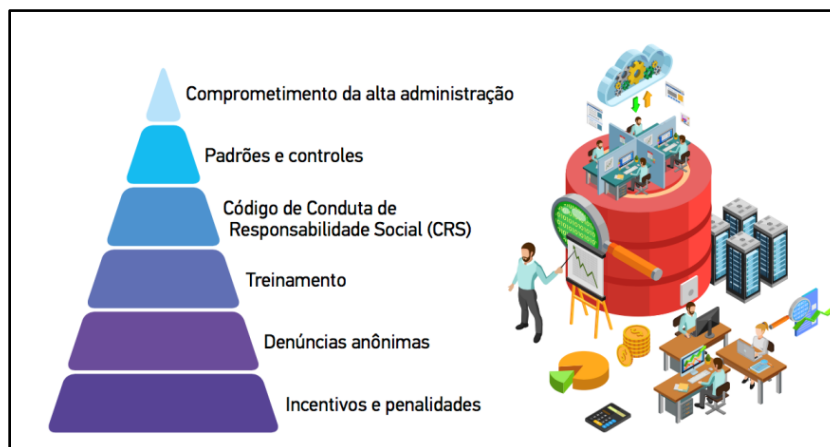 Comprometimento da alta administração
Padrões e controles
Código de Conduta de
Responsabilidade Social (CRS)
Treinamento
Denúncias anônimas
Incentivos e penalidades